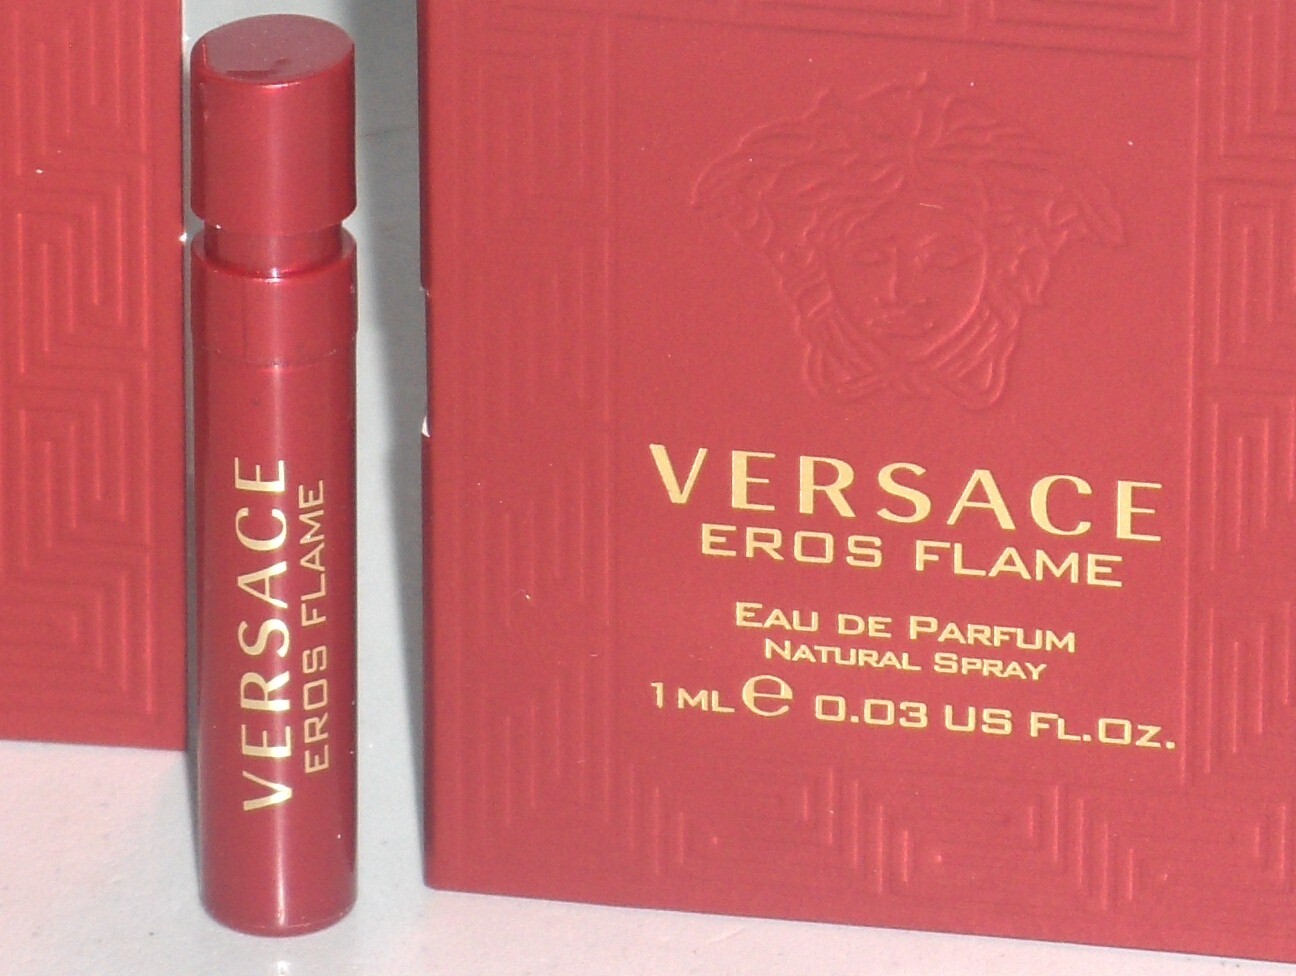 VERSACE
EROS FLAME
VERSACE
EROS FLAME
EAU DE PARFUM
NATURAL SPRAY
1 ML e 0.03 US FL.OZ.